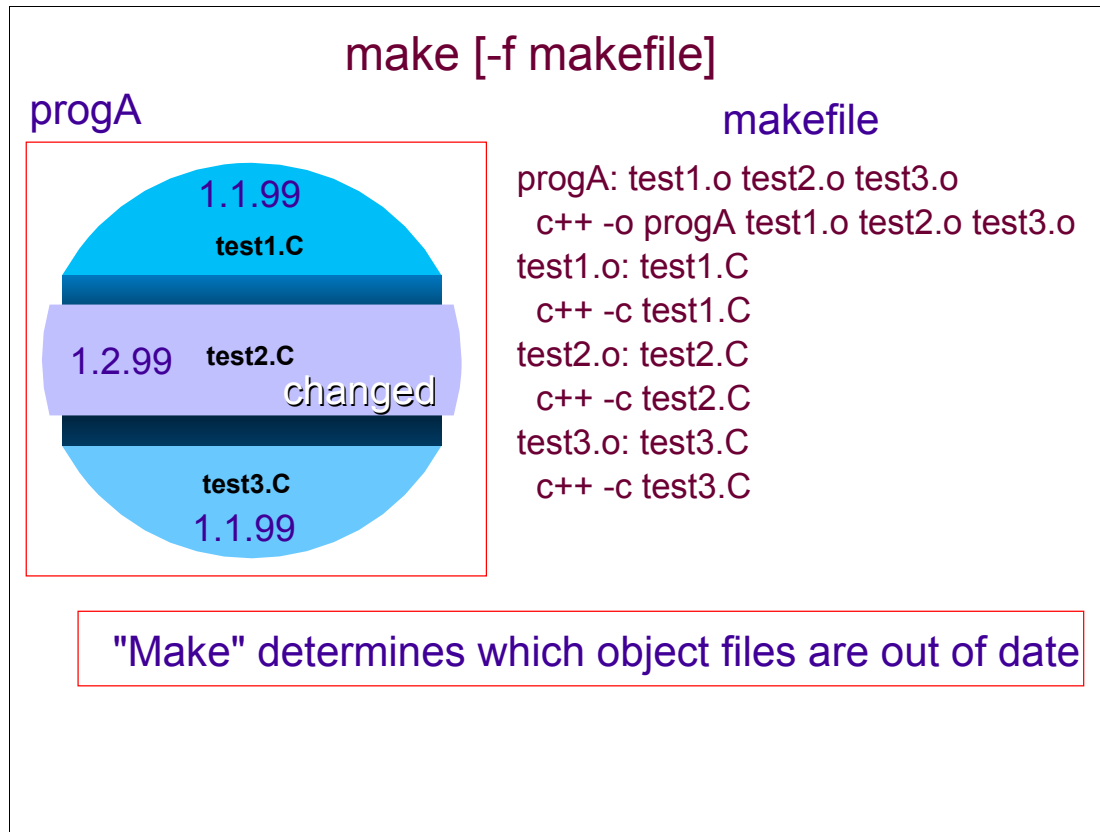 make [-f makefile]
progA
1.1.99
test1.C
1.2.99 test2.C
changed
test3.C
1.1.99
makefile
progA: test1.o test2.o test3.o
c++ -o progA test1.o test2.o test3.o
test1.o: test1.C
c++ -c test1.C
test2.o: test2.C
c++ -c test2.C
test3.o: test3.C
c++ -c test3.C
"Make" determines which object files are out of date